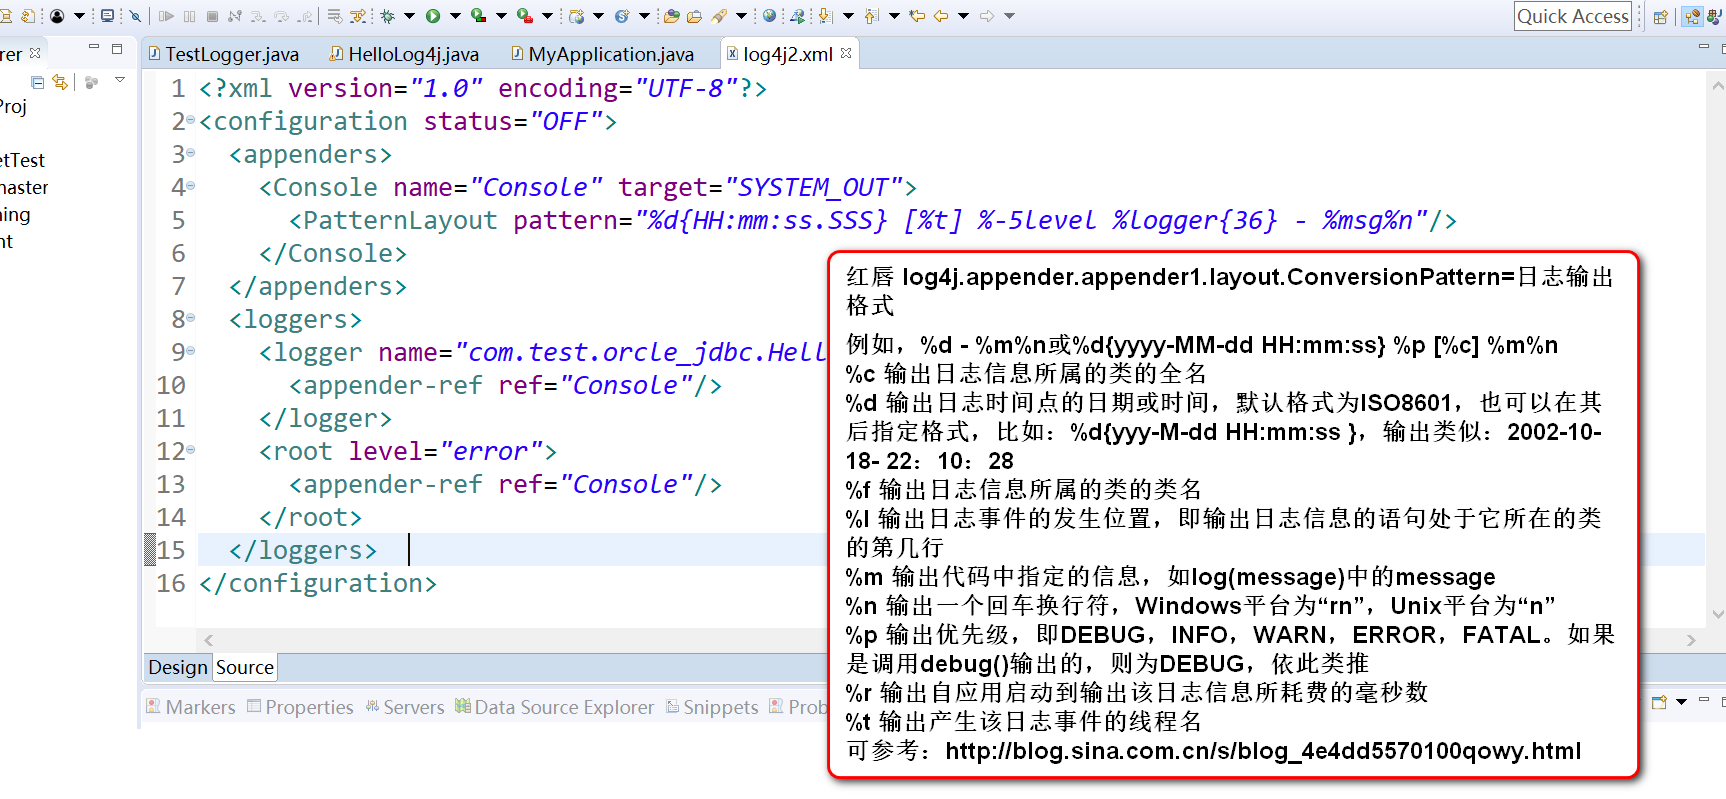 Quick Access
rer
TestLogger.java
HelloLog4j.java
MyApplication.java
log4j2.xml
Proj
etTest
master
ning
nt
1 <?xml version="1.0" encoding="UTF-8"?>
2 <configuration status="OFF">
3 <appenders>
4 <Console name="Console" target="SYSTEM_OUT">
5 <PatternLayout pattern="%d{HH:mm:ss.SSS} [%t] %-5level %logger{36} - %msg%n"/>
6 </Console>
7 </appenders>
8 <loggers>
9 <logger name="com.test.orcle_jdbc.Hell
10 <appender-ref ref="Console"/>
11 </logger>
12 <root level="error">
13 <appender-ref ref="Console"/>
14 </root>
15 </loggers>
16 </configuration>
红唇 log4j.appender.appender1.layout.ConversionPattern=日志输出
格式
例如，%d - %m%n或%d{yyyy-MM-dd HH:mm:ss} %p [%c] %m%n
%c 输出日志信息所属的类的全名
%d 输出日志时间点的日期或时间，默认格式为ISO8601，也可以在其
后指定格式，比如：%d{yyy-M-dd HH:mm:ss }，输出类似：2002-10-
18- 22：10：28
%f 输出日志信息所属的类的类名
%l 输出日志事件的发生位置，即输出日志信息的语句处于它所在的类
的第几行
%m 输出代码中指定的信息，如log(message)中的message
%n 输出一个回车换行符，Windows平台为“rn”，Unix平台为“n”
%p 输出优先级，即DEBUG，INFO，WARN，ERROR，FATAL。如果
是调用debug()输出的，则为DEBUG，依此类推
%r 输出自应用启动到输出该日志信息所耗费的毫秒数
%t 输出产生该日志事件的线程名
可参考：http://blog.sina.com.cn/s/blog_4e4dd5570100qowy.html
Design
Source
Markers
Properties
Servers
Data Source Explorer
Snippets
Prob